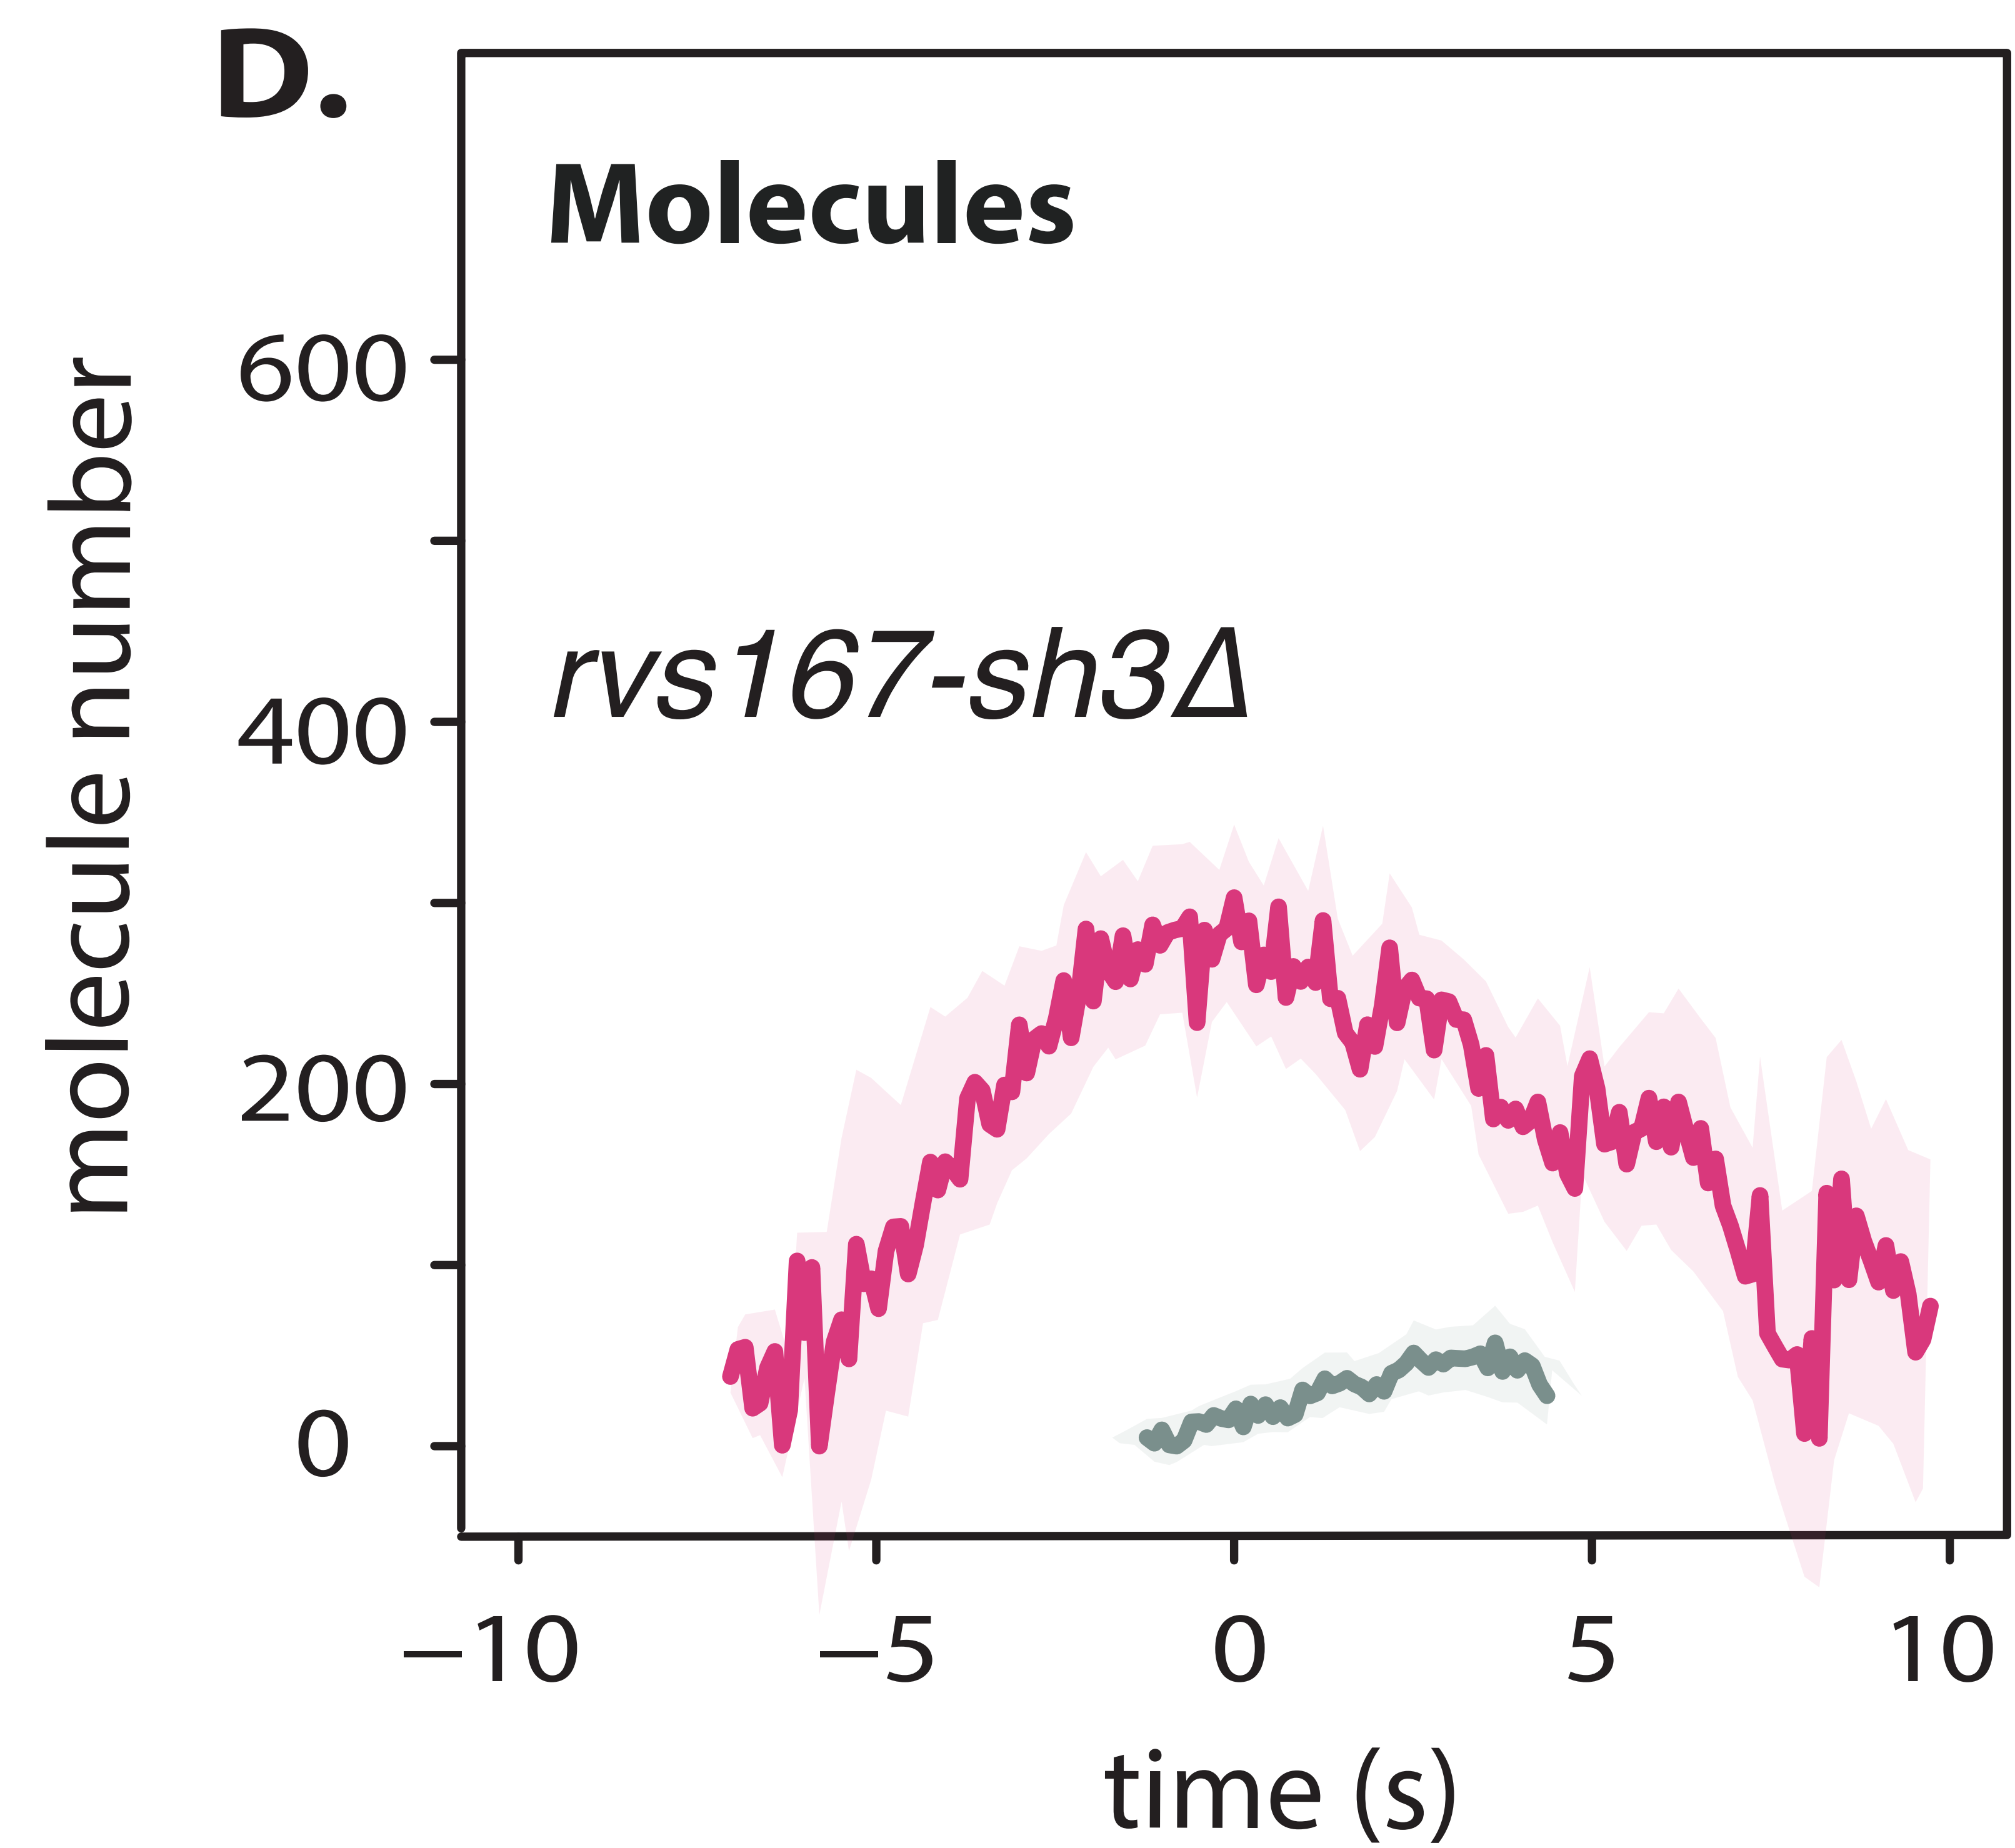 D.
Molecules
molecule number
600
400
200
0
rvs167-sh3Δ
−10 −5 0 5 10
time (s)